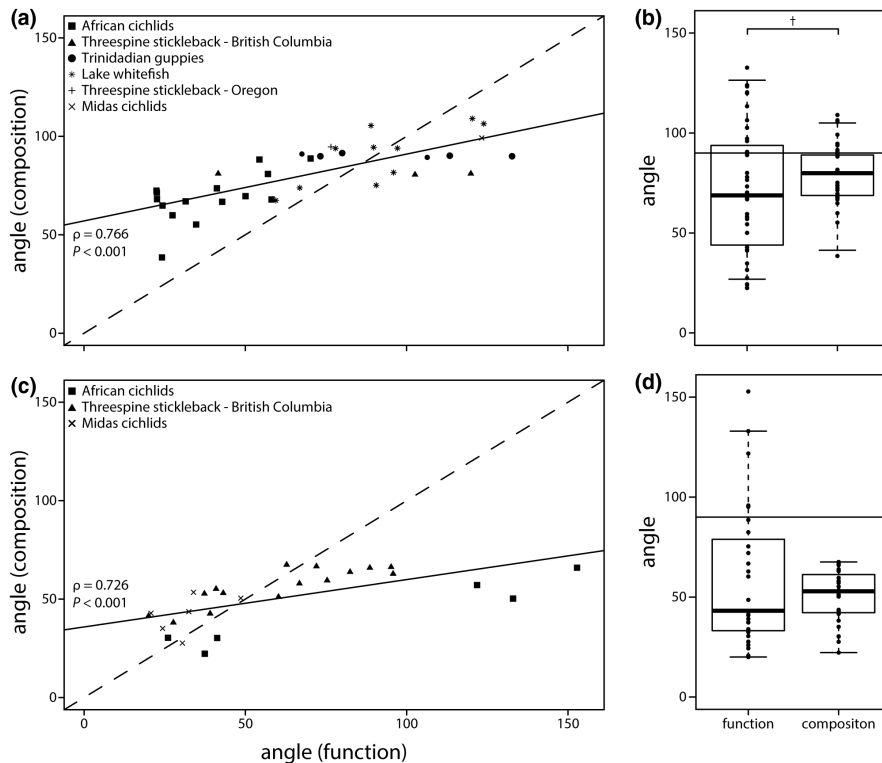 (a)
African cichlids
Threespine stickleback - British Columbia
Trinidadian guppies
Lake whitefish
Threespine stickleback - Oregon
Midas cichlids
ρ = 0.766
P < 0.001
150
100
50
0
angle (composition)
(b)
†
150
100
50
0
angle
(c)
African cichlids
Threespine stickleback - British Columbia
Midas cichlids
ρ = 0.726
P < 0.001
150
100
50
0
angle (composition)
0 50 100 150
angle (function)
(d)
150
100
50
0
angle
function compositon